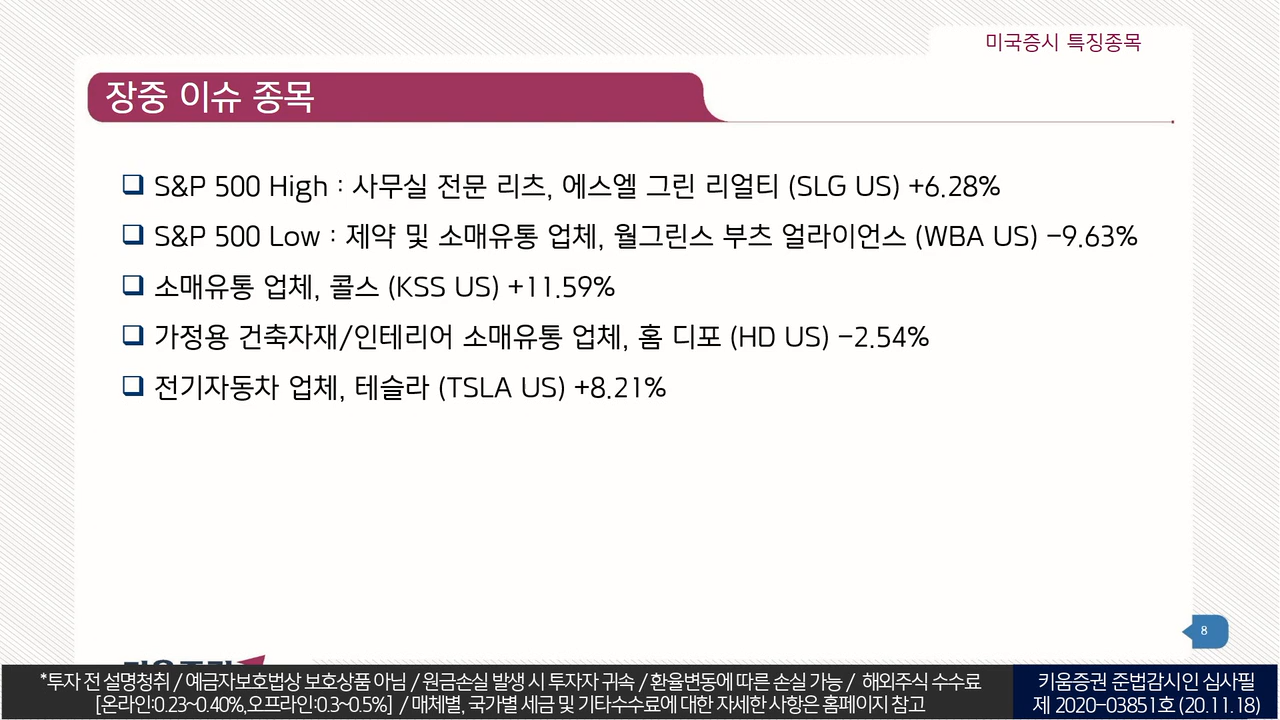 미국증시 특징종목
장중 이슈 종목
❑ S&P 500 High : 사무실 전문 리츠, 에스엘 그린 리얼티 (SLG US) +6.28%
❑ S&P 500 Low : 제약 및 소매유통 업체, 월그린스 부츠 얼라이언스 (WBA US) -9.63%
❑ 소매유통 업체, 콜스 (KSS US) +11.59%
❑ 가정용 건축자재/인테리어 소매유통 업체, 홈 디포 (HD US) -2.54%
❑ 전기자동차 업체, 테슬라 (TSLA US) +8.21%
8
*투자 전 설명청취 / 예금자보호법상 보호상품 아님 / 원금손실 발생 시 투자자 귀속 / 환율변동에 따른 손실 가능 / 해외주식 수수료
[온라인:0.23~0.40%,오프라인:0.3~0.5%] / 매체별, 국가별 세금 및 기타수수료에 대한 자세한 사항은 홈페이지 참고
키움증권 준법감시인 심사필
제 2020-03851호 (20.11.18)